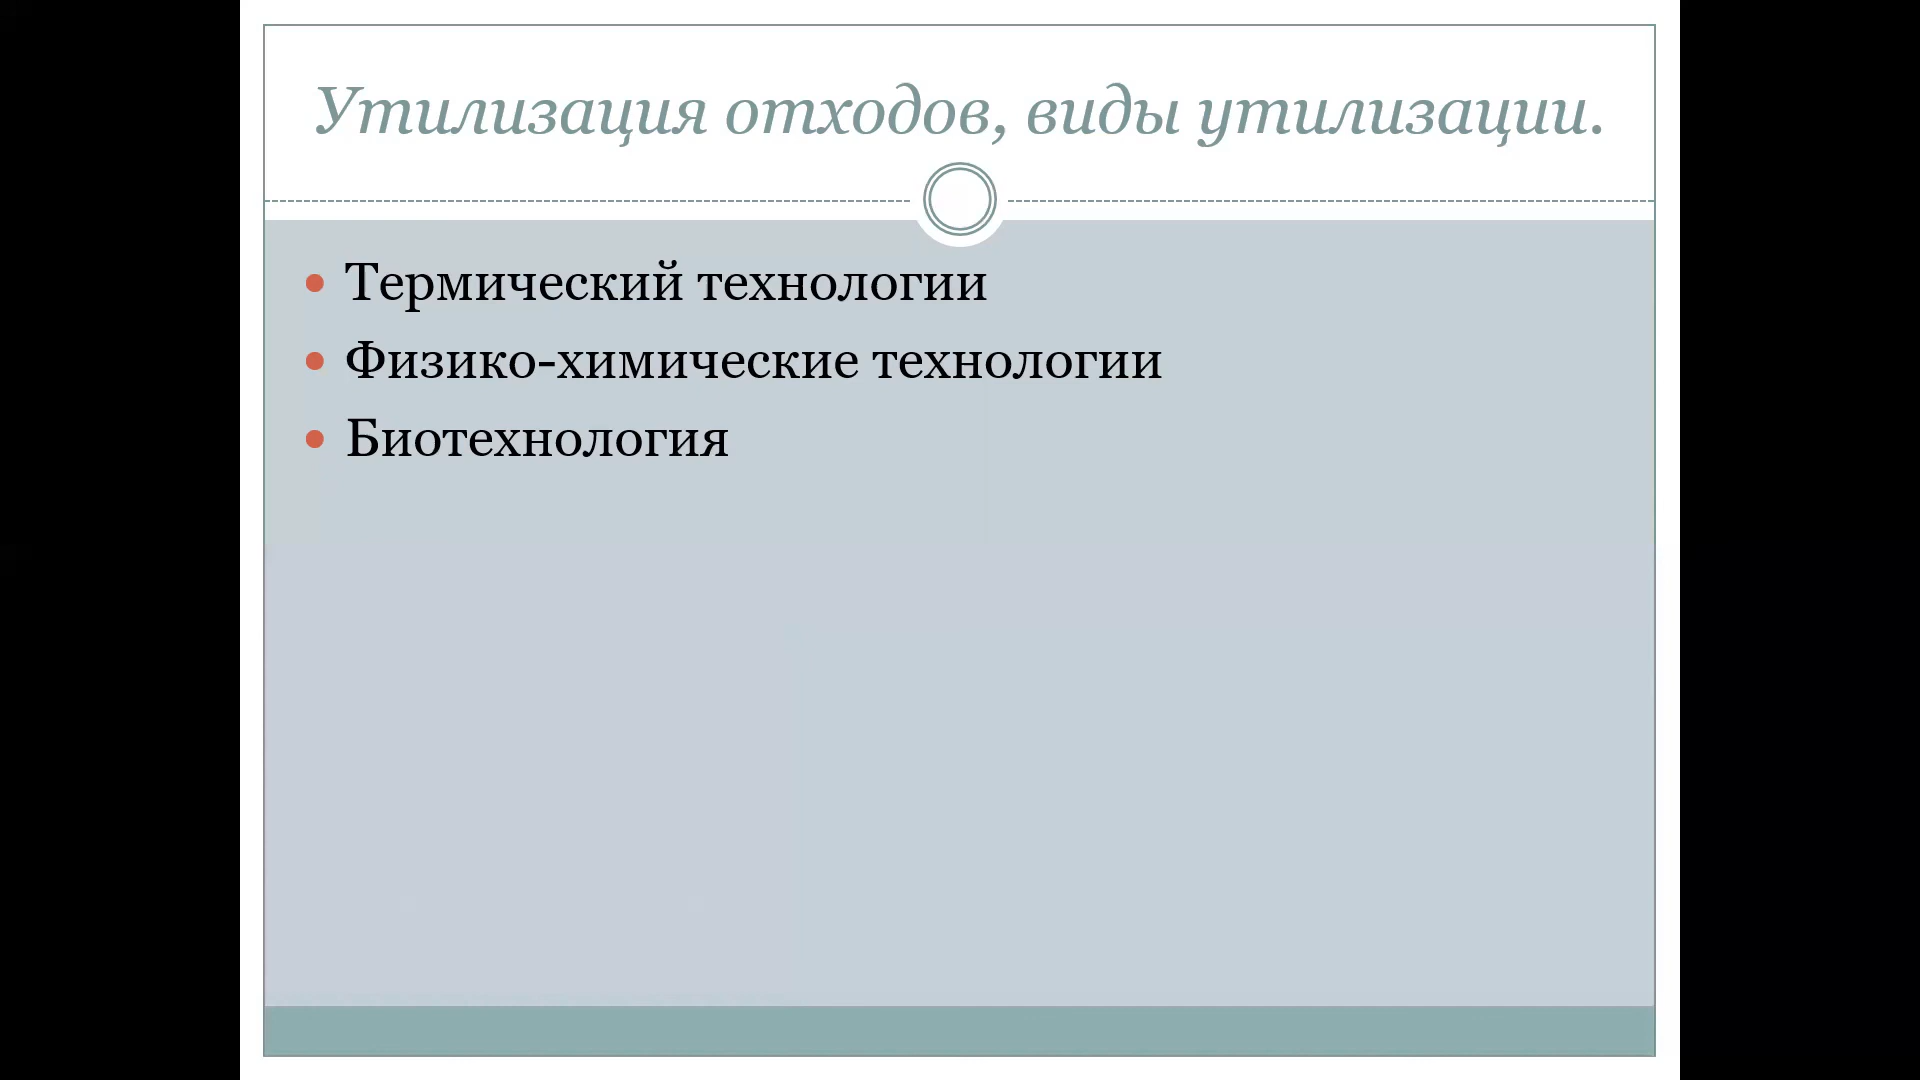 Утилизация отходов, виды утилизации.
Термический технологии
Физико-химические технологии
Биотехнология